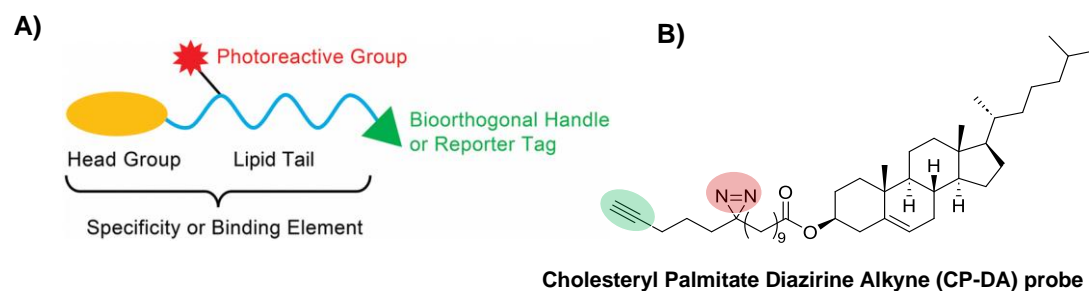 A)
Photoreactive Group
Bioorthogonal Handle
or Reporter Tag
Head Group
Lipid Tail
Specificity or Binding Element
B)
H
H
H
N=N
O
O
9
Cholesteryl Palmitate Diazirine Alkyne (CP-DA) probe